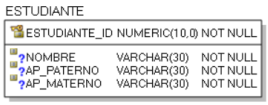 ESTUDIANTE
ESTUDIANTE_ID NUMERIC(10,0) NOT NULL
?NOMBRE VARCHAR(30) NOT NULL
?AP_PATERNO VARCHAR(30) NOT NULL
?AP_MATERNO VARCHAR(30) NOT NULL